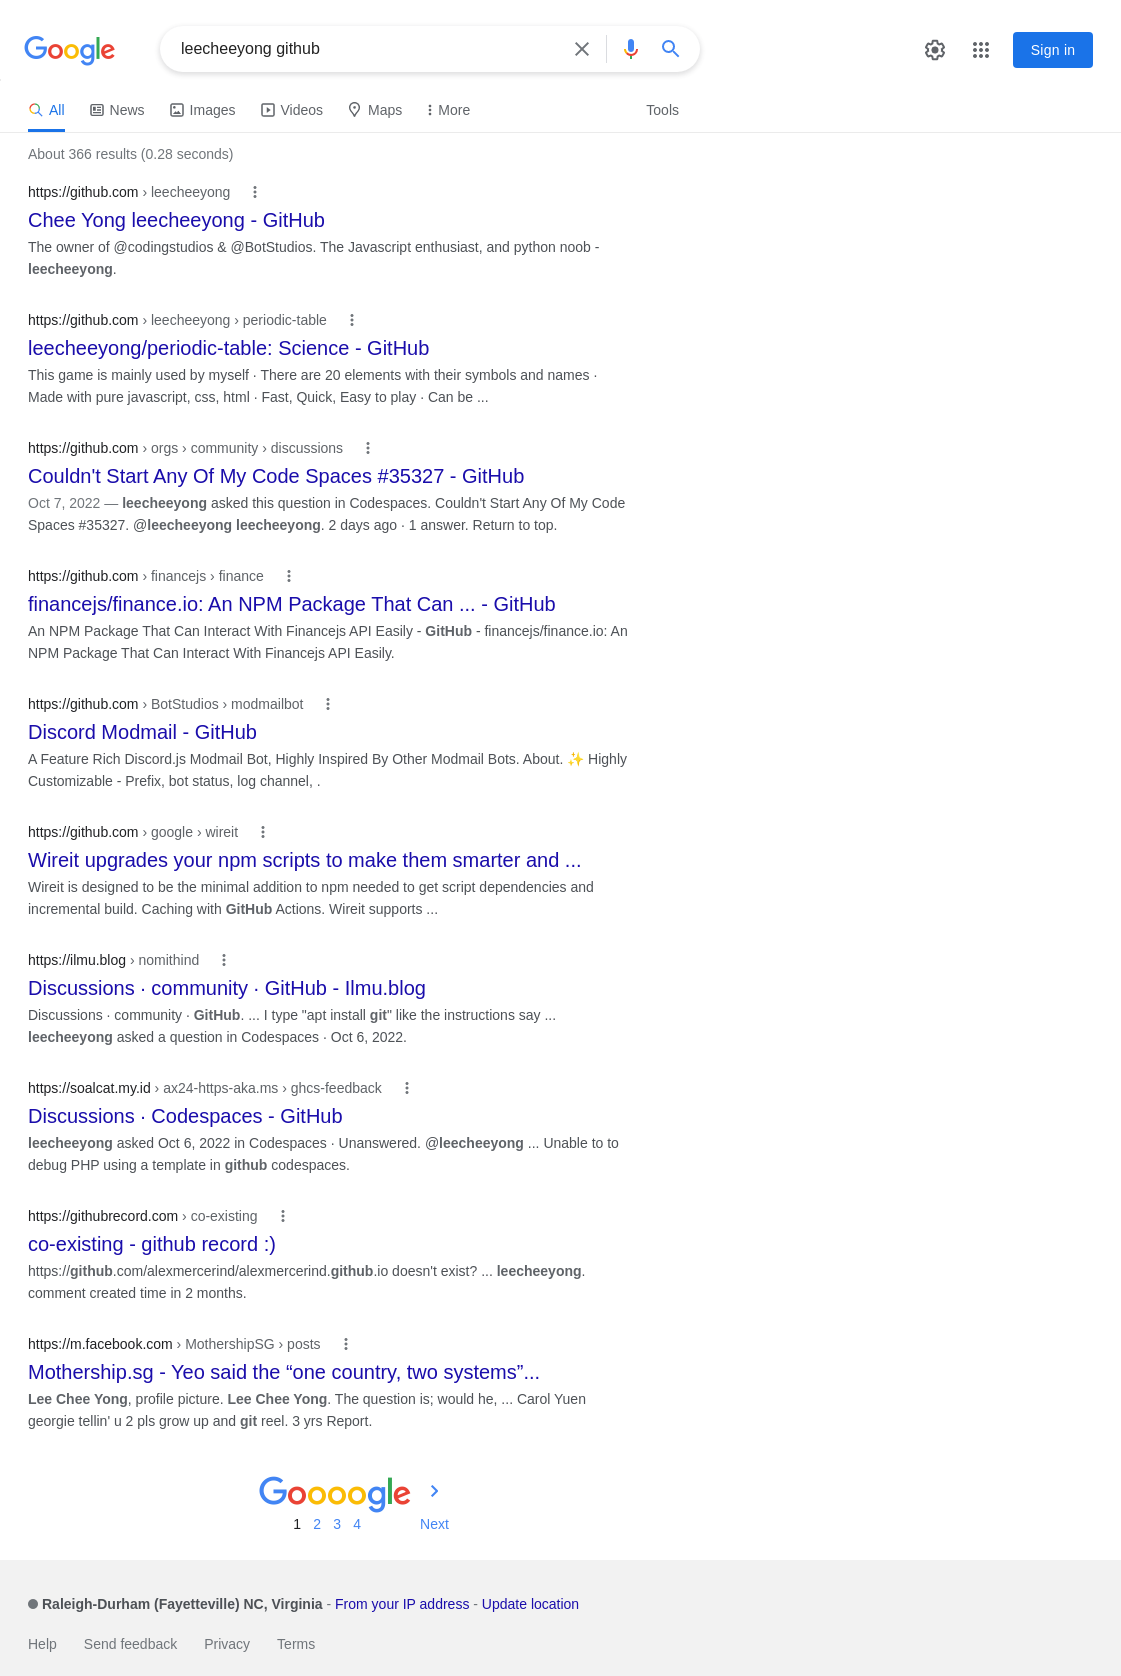 Google
leecheeyong github
Sign in
All News Images Videos Maps More Tools
About 366 results (0.28 seconds)
https://github.com › leecheeyong
Chee Yong leecheeyong - GitHub
The owner of @codingstudios & @BotStudios. The Javascript enthusiast, and python noob -
leecheeyong.
https://github.com › leecheeyong › periodic-table
leecheeyong/periodic-table: Science - GitHub
This game is mainly used by myself · There are 20 elements with their symbols and names ·
Made with pure javascript, css, html · Fast, Quick, Easy to play · Can be ...
https://github.com › orgs › community › discussions
Couldn't Start Any Of My Code Spaces #35327 - GitHub
Oct 7, 2022 — leecheeyong asked this question in Codespaces. Couldn't Start Any Of My Code
Spaces #35327. @leecheeyong leecheeyong. 2 days ago · 1 answer. Return to top.
https://github.com › financejs › finance
financejs/finance.io: An NPM Package That Can ... - GitHub
An NPM Package That Can Interact With Financejs API Easily - GitHub - financejs/finance.io: An
NPM Package That Can Interact With Financejs API Easily.
https://github.com › BotStudios › modmailbot
Discord Modmail - GitHub
A Feature Rich Discord.js Modmail Bot, Highly Inspired By Other Modmail Bots. About. ✨ Highly
Customizable - Prefix, bot status, log channel, .
https://github.com › google › wireit
Wireit upgrades your npm scripts to make them smarter and ...
Wireit is designed to be the minimal addition to npm needed to get script dependencies and
incremental build. Caching with GitHub Actions. Wireit supports ...
https://ilmu.blog › nomithind
Discussions · community · GitHub - Ilmu.blog
Discussions · community · GitHub. ... I type "apt install git" like the instructions say ...
leecheeyong asked a question in Codespaces · Oct 6, 2022.
https://soalcat.my.id › ax24-https-aka.ms › ghcs-feedback
Discussions · Codespaces - GitHub
leecheeyong asked Oct 6, 2022 in Codespaces · Unanswered. @leecheeyong ... Unable to to
debug PHP using a template in github codespaces.
https://githubrecord.com › co-existing
co-existing - github record :)
https://github.com/alexmercerind/alexmercerind.github.io doesn't exist? ... leecheeyong.
comment created time in 2 months.
https://m.facebook.com › MothershipSG › posts
Mothership.sg - Yeo said the “one country, two systems”...
Lee Chee Yong, profile picture. Lee Chee Yong. The question is; would he, ... Carol Yuen
georgie tellin' u 2 pls grow up and git reel. 3 yrs Report.
Goooogle
1 2 3 4 Next
Raleigh-Durham (Fayetteville) NC, Virginia - From your IP address - Update location
Help Send feedback Privacy Terms